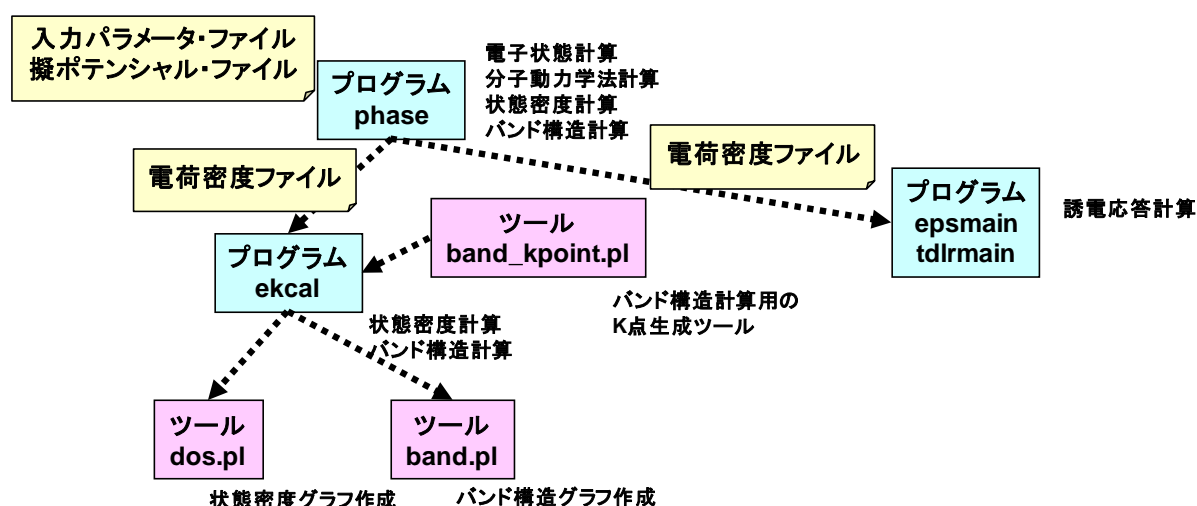 入力パラメータ・ファイル
擬ポテンシャル・ファイル
プログラム
phase
電子状態計算
分子動力学法計算
状態密度計算
バンド構造計算
電荷密度ファイル
電荷密度ファイル
プログラム
epsmain
tdlrmain
誘電応答計算
プログラム
ekcal
ツール
band_kpoint.pl
バンド構造計算用の
K点生成ツール
状態密度計算
バンド構造計算
ツール
dos.pl
ツール
band.pl
状態密度グラフ作成
バンド構造グラフ作成